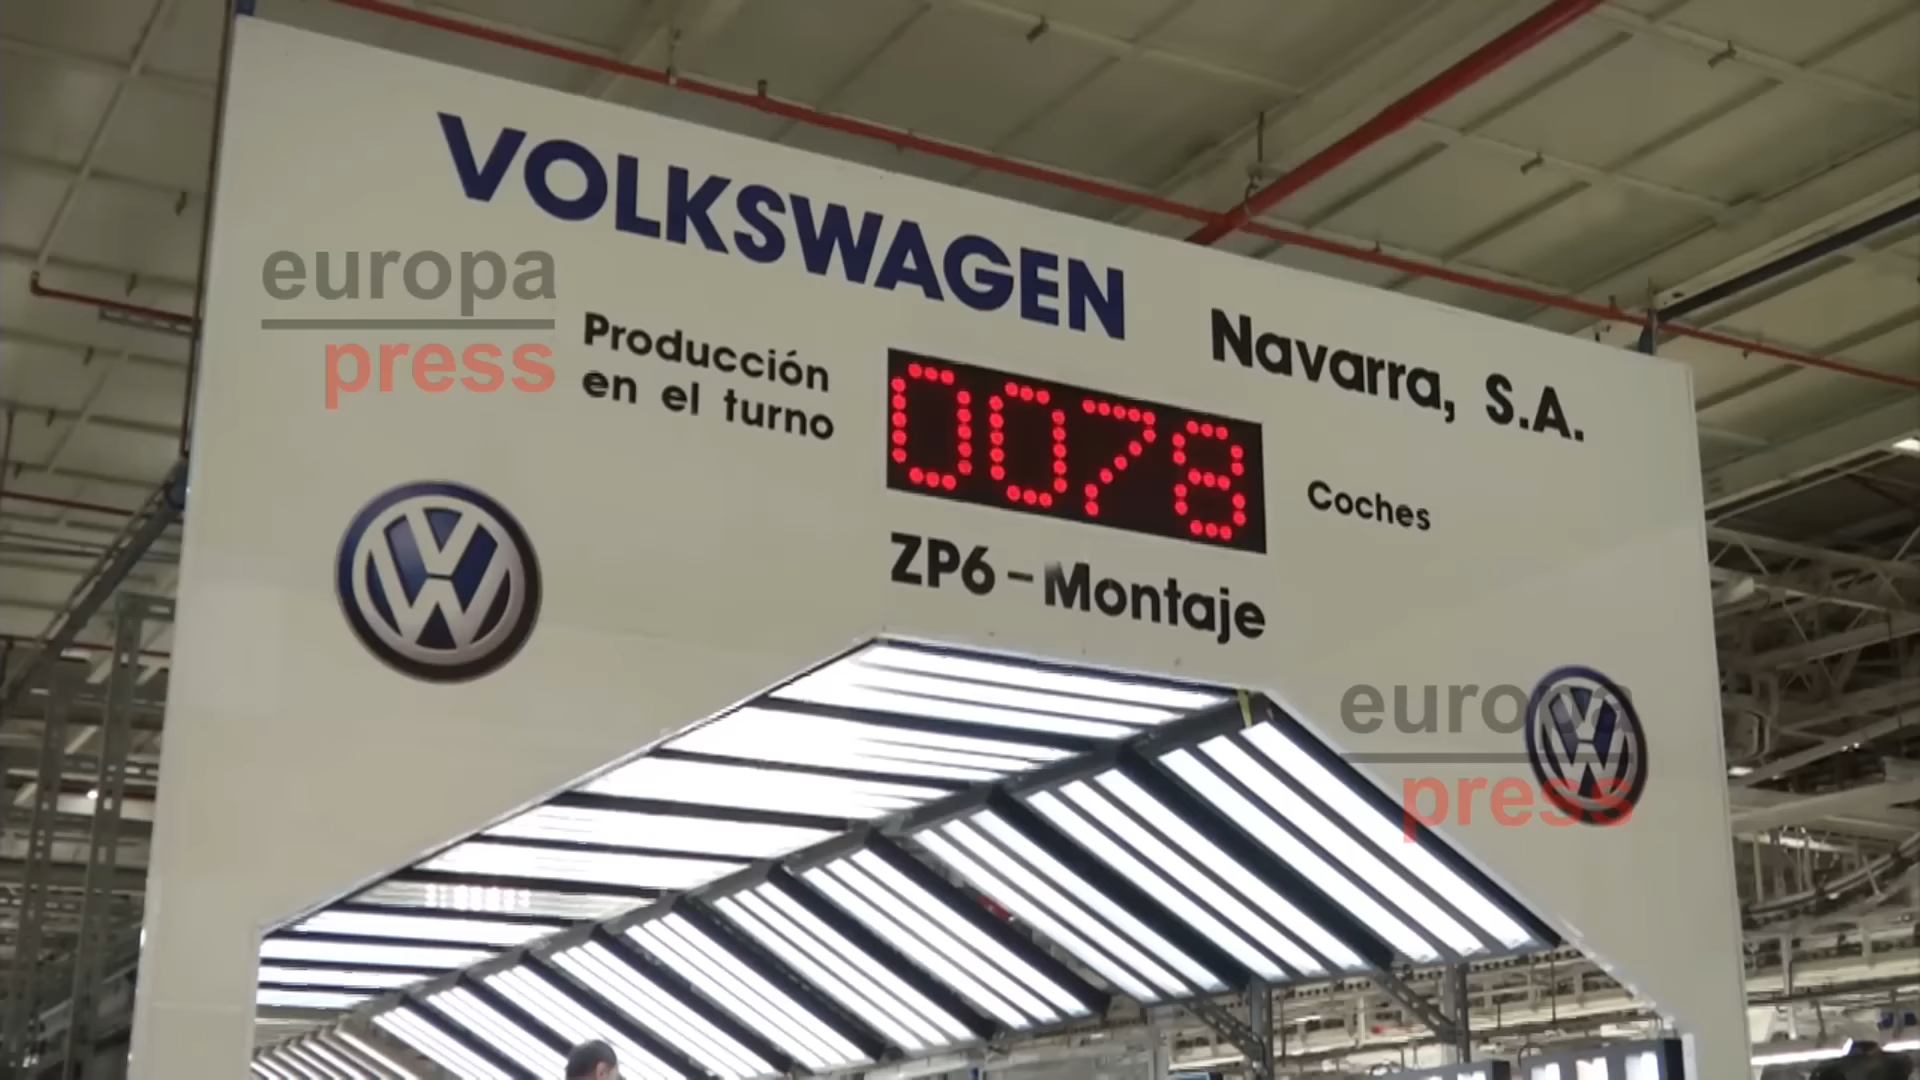 VOLKSWAGEN
Navarra, S.A.
europa
press
Producción
en el turno
0078
Coches
ZP6 - Montaje
europa
press